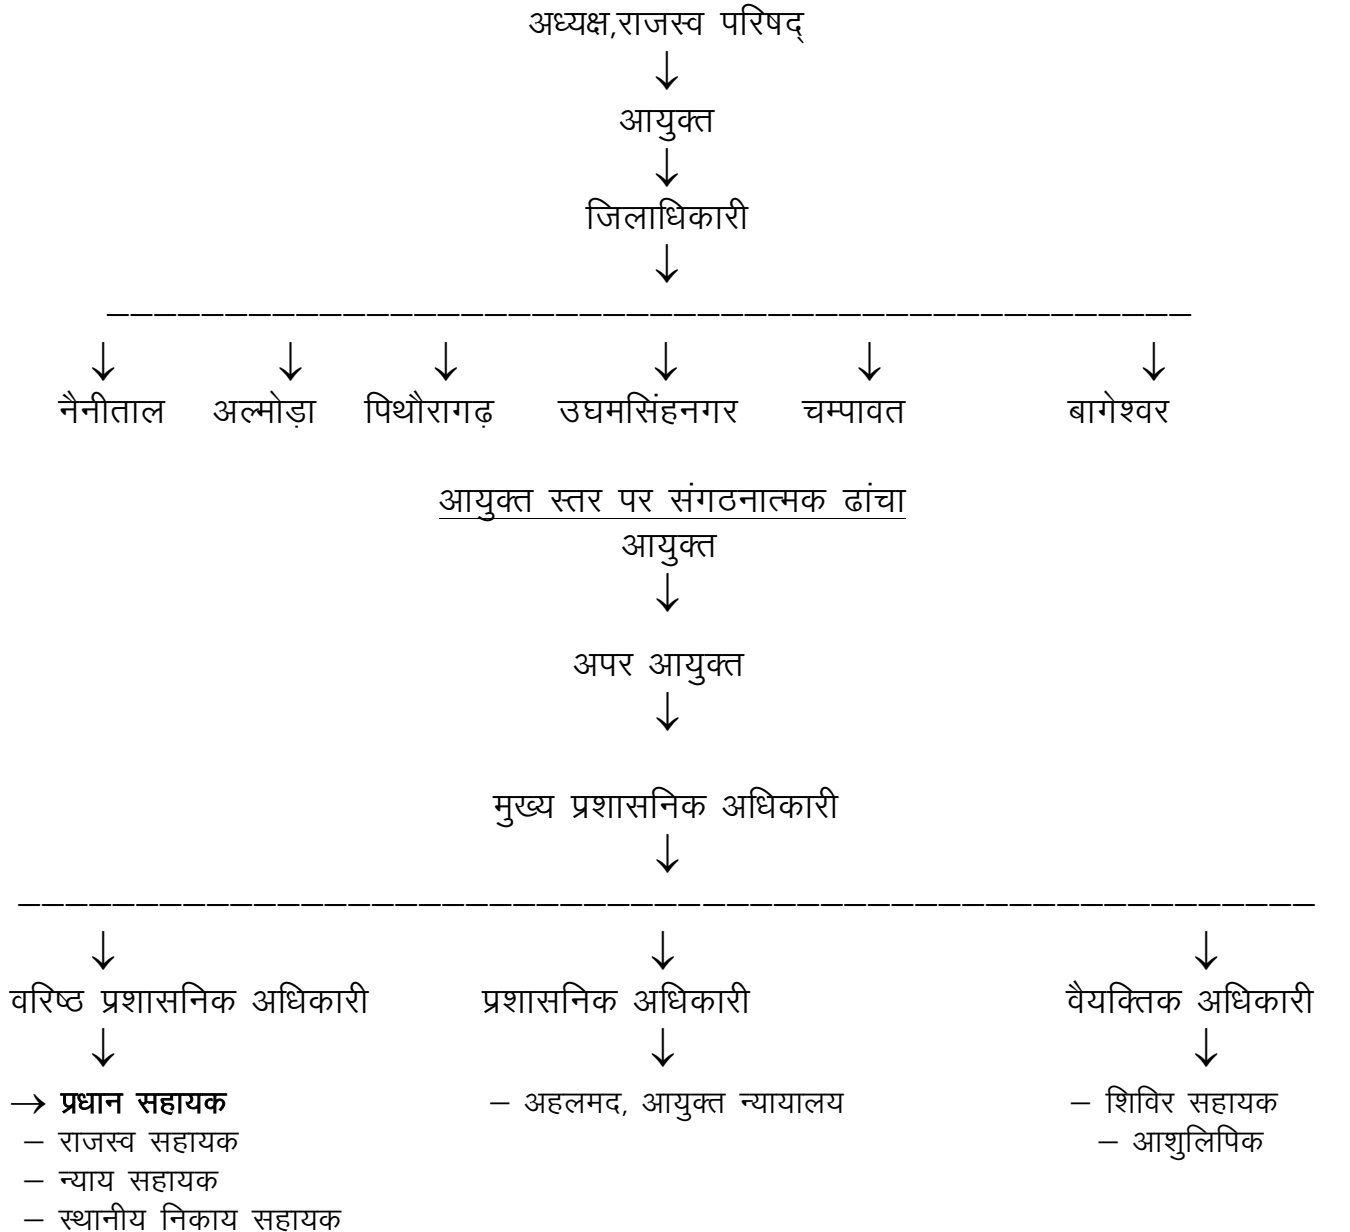 अध्यक्ष,राजस्व परिषद्
↓
आयुक्त
↓
जिलाधिकारी
↓
––––––––––––––––––––––––––––––––––––––––––––––
↓ ↓ ↓ ↓ ↓ ↓
नैनीताल अल्मोड़ा पिथौरागढ़ उघमसिंहनगर चम्पावत बागेश्वर
आयुक्त स्तर पर संगठनात्मक ढांचा
आयुक्त
↓
अपर आयुक्त
↓
मुख्य प्रशासनिक अधिकारी
↓
–––––––––––––––––––––––––––––––––––––––––––––––––––––––
↓ ↓ ↓
वरिष्ठ प्रशासनिक अधिकारी प्रशासनिक अधिकारी वैयक्तिक अधिकारी
↓ ↓ ↓
→ प्रधान सहायक – अहलमद, आयुक्त न्यायालय – शिविर सहायक
– राजस्व सहायक – आशुलिपिक
– न्याय सहायक
– स्थानीय निकाय सहायक